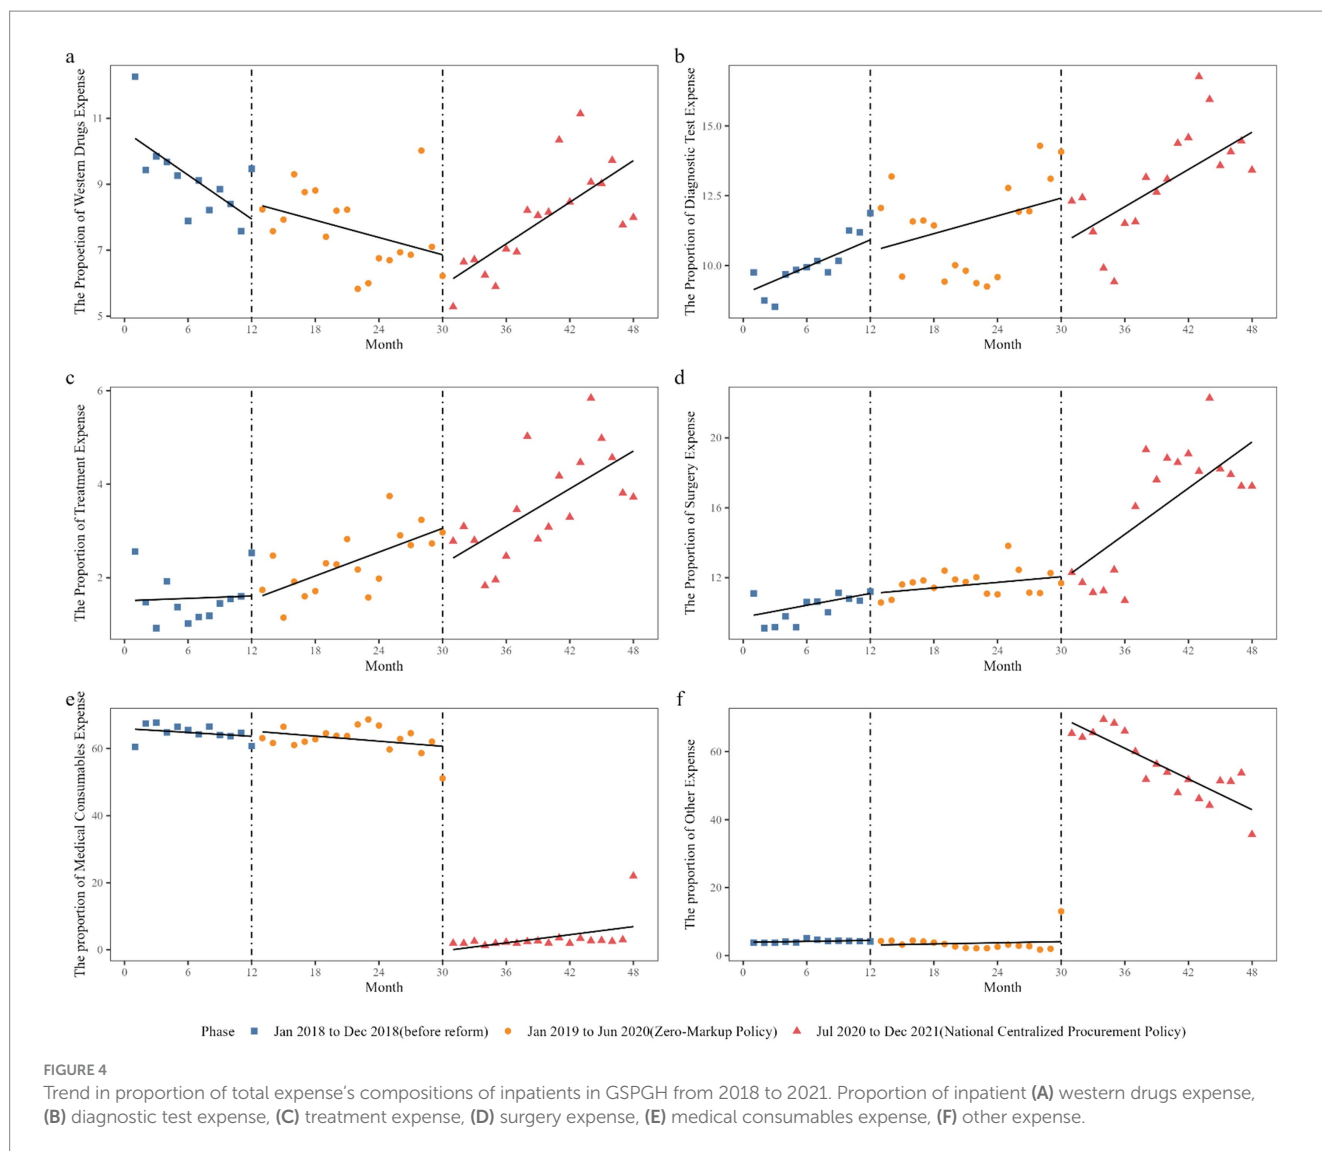 a
The Propoetion of Western Drugs Expense
11
9
7
5
0 6 12 18 24 30 36 42 48
Month
b
The Proportion of Diagnostic Test Expense
15.0
12.5
10.0
0 6 12 18 24 30 36 42 48
Month
c
The Proportion of Treatment Expense
6
4
2
0 6 12 18 24 30 36 42 48
Month
d
The Proportion of Surgery Expense
20
16
12
0 6 12 18 24 30 36 42 48
Month
e
The proportion of Medical Consumables Expense
60
40
20
0
0 6 12 18 24 30 36 42 48
Month
f
The proportion of Other Expense
60
40
20
0
0 6 12 18 24 30 36 42 48
Month
Phase Jan 2018 to Dec 2018(before reform) Jan 2019 to Jun 2020(Zero-Markup Policy) Jul 2020 to Dec 2021(National Centralized Procurement Policy)
FIGURE 4
Trend in proportion of total expense's compositions of inpatients in GSPGH from 2018 to 2021. Proportion of inpatient (A) western drugs expense,
(B) diagnostic test expense, (C) treatment expense, (D) surgery expense, (E) medical consumables expense, (F) other expense.